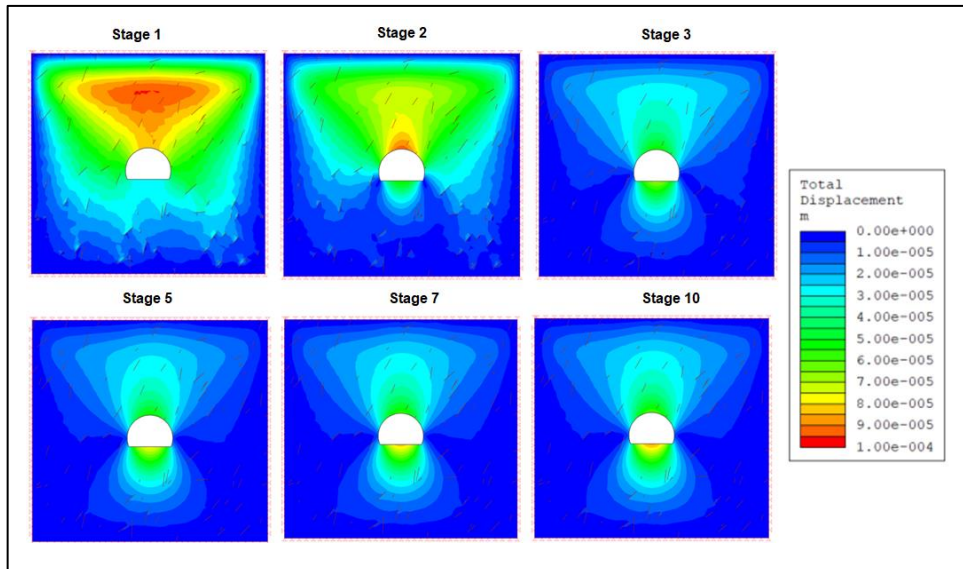 Stage 1
Stage 2
Stage 3
Stage 5
Stage 7
Stage 10
Total
Displacement
m
0.00e+000
1.00e-005
2.00e-005
3.00e-005
4.00e-005
5.00e-005
6.00e-005
7.00e-005
8.00e-005
9.00e-005
1.00e-004